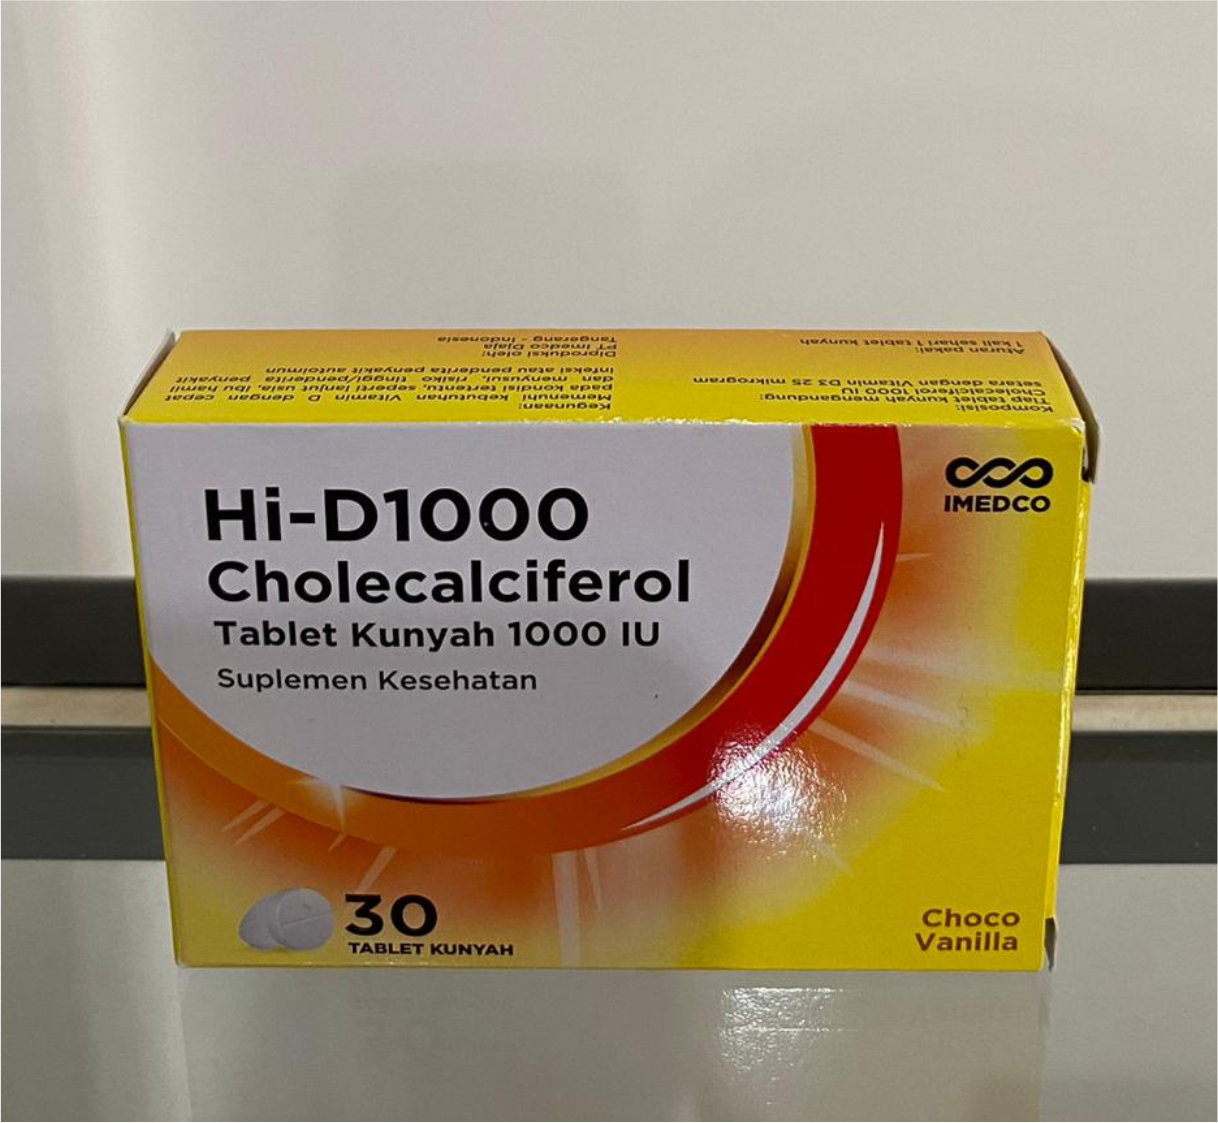 Komposisi:
Tiap tablet kunyah mengandung:
Cholecalciferol 1000 IU
setara dengan Vitamin D3 25 mikrogram
Aturan pakai:
1 kali sehari 1 tablet kunyah
Kegunaan:
Memenuhi kebutuhan Vitamin D dengan cepat
pada kondisi tertentu, seperti lanjut usia, ibu hamil
dan menyusui, risiko tinggi/penderita penyakit
infeksi atau penderita penyakit autoimun
Diproduksi oleh:
PT Imedco Djaja
Tangerang - Indonesia
IMEDCO
Hi-D1000
Cholecalciferol
Tablet Kunyah 1000 IU
Suplemen Kesehatan
30
TABLET KUNYAH
Choco
Vanilla